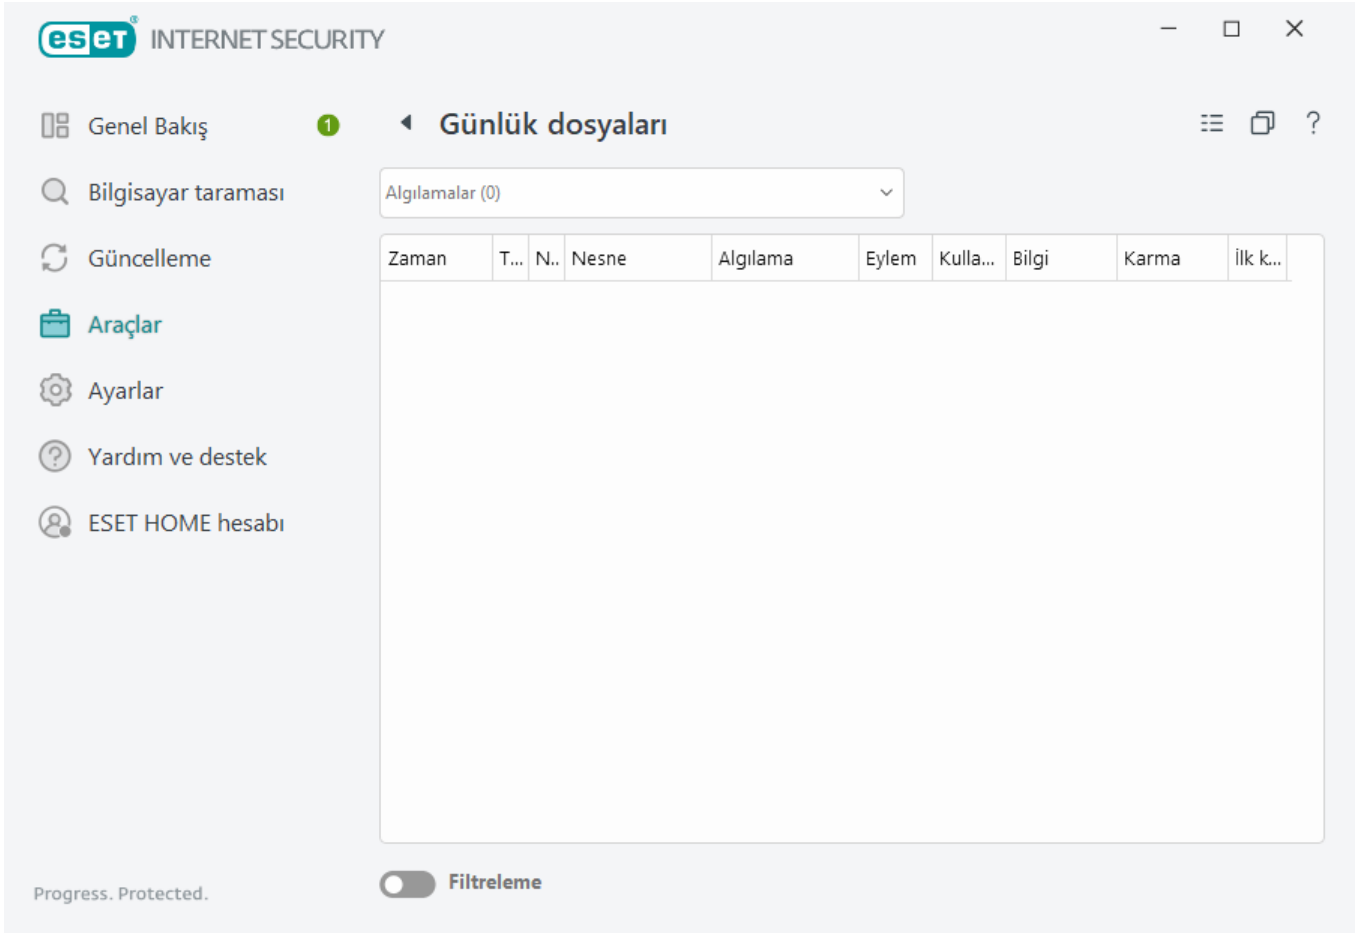 eset® INTERNET SECURITY
Genel Bakış 1
Bilgisayar taraması
Güncelleme
Araçlar
Ayarlar
Yardım ve destek
ESET HOME hesabı
Progress. Protected.
Günlük dosyaları ?
Algılamalar (0)
Zaman T... N.. Nesne Algılama Eylem Kulla... Bilgi Karma İlk k...
Filtreleme